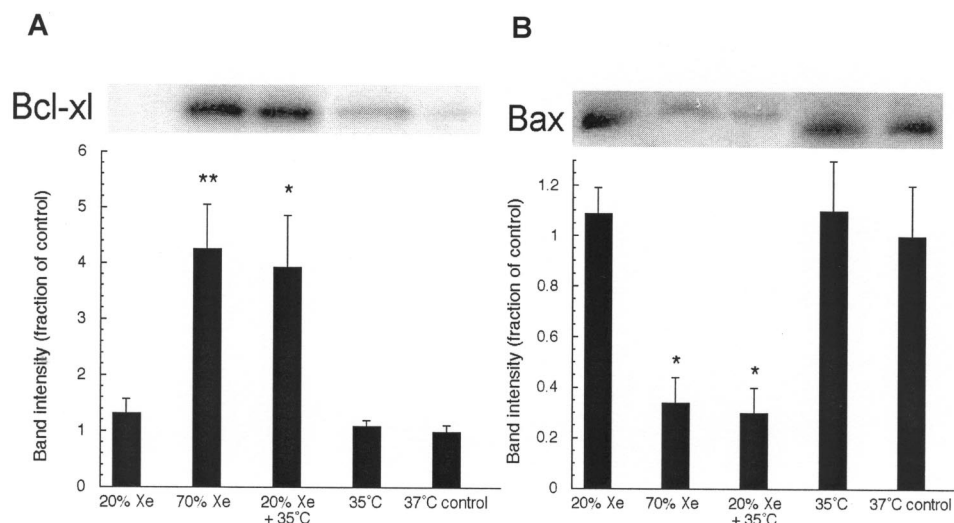 A
Bcl-xl
Band intensity (fraction of control)
6
5
4
3
2
1
0
**
*
20% Xe
70% Xe
20% Xe
+ 35°C
35°C
37°C control
B
Bax
Band intensity (fraction of control)
1.2
1
0.8
0.6
0.4
0.2
0
*
*
20% Xe
70% Xe
20% Xe
+ 35°C
35°C
37°C control